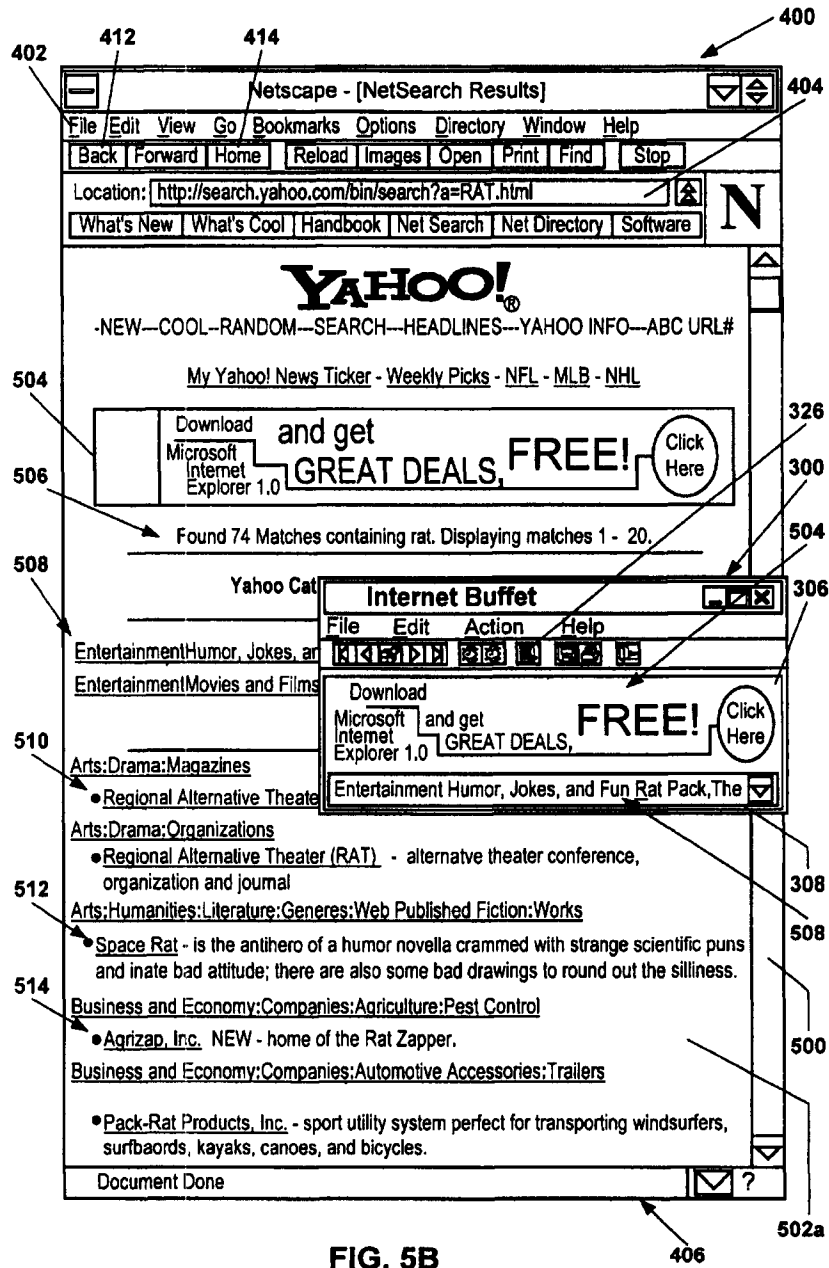 400
412
414
402
Netscape - [NetSearch Results]
404
File Edit View Go Bookmarks Options Directory Window Help
Back Forward Home Reload Images Open Print Find Stop
Location: http://search.yahoo.com/bin/search?a=RAT.html
N
What's New What's Cool Handbook Net Search Net Directory Software
YAHOO!®
-NEW---COOL--RANDOM---SEARCH---HEADLINES---YAHOO INFO---ABC URL#
My Yahoo! News Ticker - Weekly Picks - NFL - MLB - NHL
504
326
Download
Microsoft
Internet
Explorer 1.0
and get
GREAT DEALS,
FREE!
Click
Here
506
300
504
Found 74 Matches containing rat. Displaying matches 1 - 20.
508
306
Yahoo Cat
Internet Buffet
File Edit Action Help
EntertainmentHumor, Jokes, an
EntertainmentMovies and Films
Download
Microsoft
Internet
Explorer 1.0
and get
GREAT DEALS,
FREE!
Click
Here
Entertainment Humor, Jokes, and Fun Rat Pack,The
510
Arts:Drama:Magazines
•Regional Alternative Theate
308
508
Arts:Drama:Organizations
•Regional Alternative Theater (RAT) - alternatve theater conference,
organization and journal
512
Arts:Humanities:Literature:Generes:Web Published Fiction:Works
•Space Rat - is the antihero of a humor novella crammed with strange scientific puns
and inate bad attitude; there are also some bad drawings to round out the silliness.
514
500
Business and Economy:Companies:Agriculture:Pest Control
•Agrizap, Inc. NEW - home of the Rat Zapper.
Business and Economy:Companies:Automotive Accessories:Trailers
•Pack-Rat Products, Inc. - sport utility system perfect for transporting windsurfers,
surfbaords, kayaks, canoes, and bicycles.
Document Done
?
502a
406
FIG. 5B